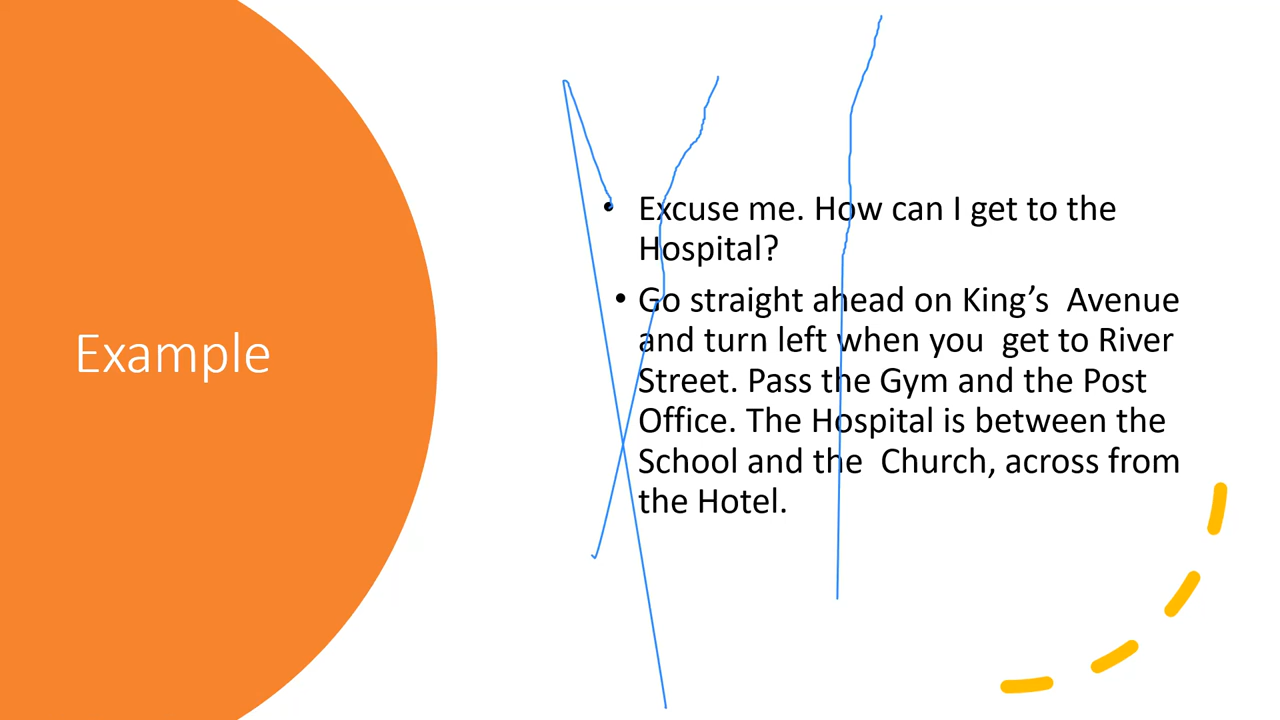 Example
• Excuse me. How can I get to the
Hospital?
• Go straight ahead on King’s  Avenue
and turn left when you  get to River
Street. Pass the Gym and the Post
Office. The Hospital is between the
School and the  Church, across from
the Hotel.